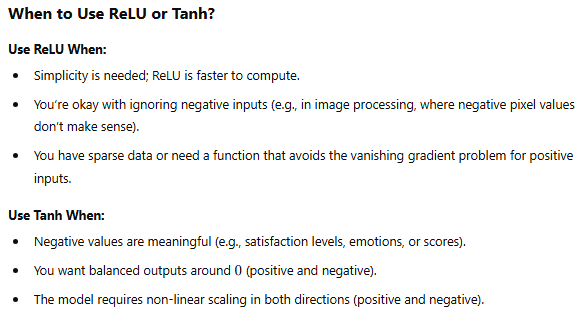 When to Use ReLU or Tanh?
Use ReLU When:
• Simplicity is needed; ReLU is faster to compute.
• You're okay with ignoring negative inputs (e.g., in image processing, where negative pixel values
don't make sense).
• You have sparse data or need a function that avoids the vanishing gradient problem for positive
inputs.
Use Tanh When:
• Negative values are meaningful (e.g., satisfaction levels, emotions, or scores).
• You want balanced outputs around 0 (positive and negative).
• The model requires non-linear scaling in both directions (positive and negative).